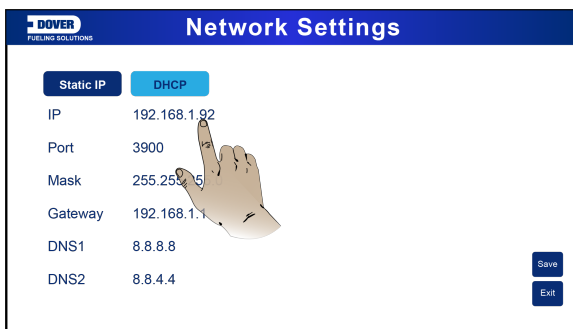 DOVER
FUELING SOLUTIONS
Network Settings
Static IP DHCP
IP 192.168.1.92
Port 3900
Mask
Gateway 192.168.1.1
DNS1 8.8.8.8
DNS2 8.8.4.4
Save
Exit